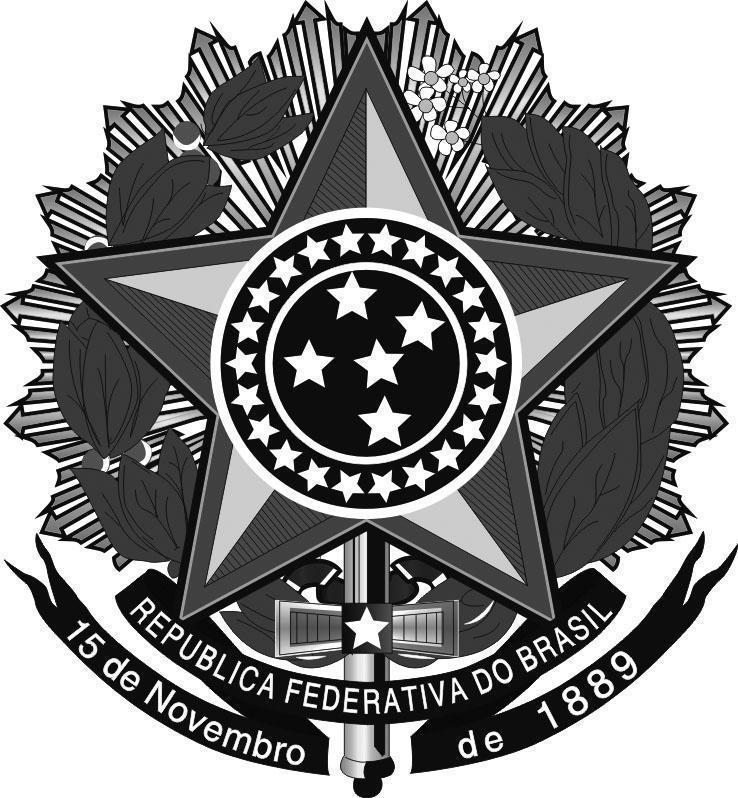 REPUBLICA FEDERATIVA DO BRASIL
15 de Novembro de 1889